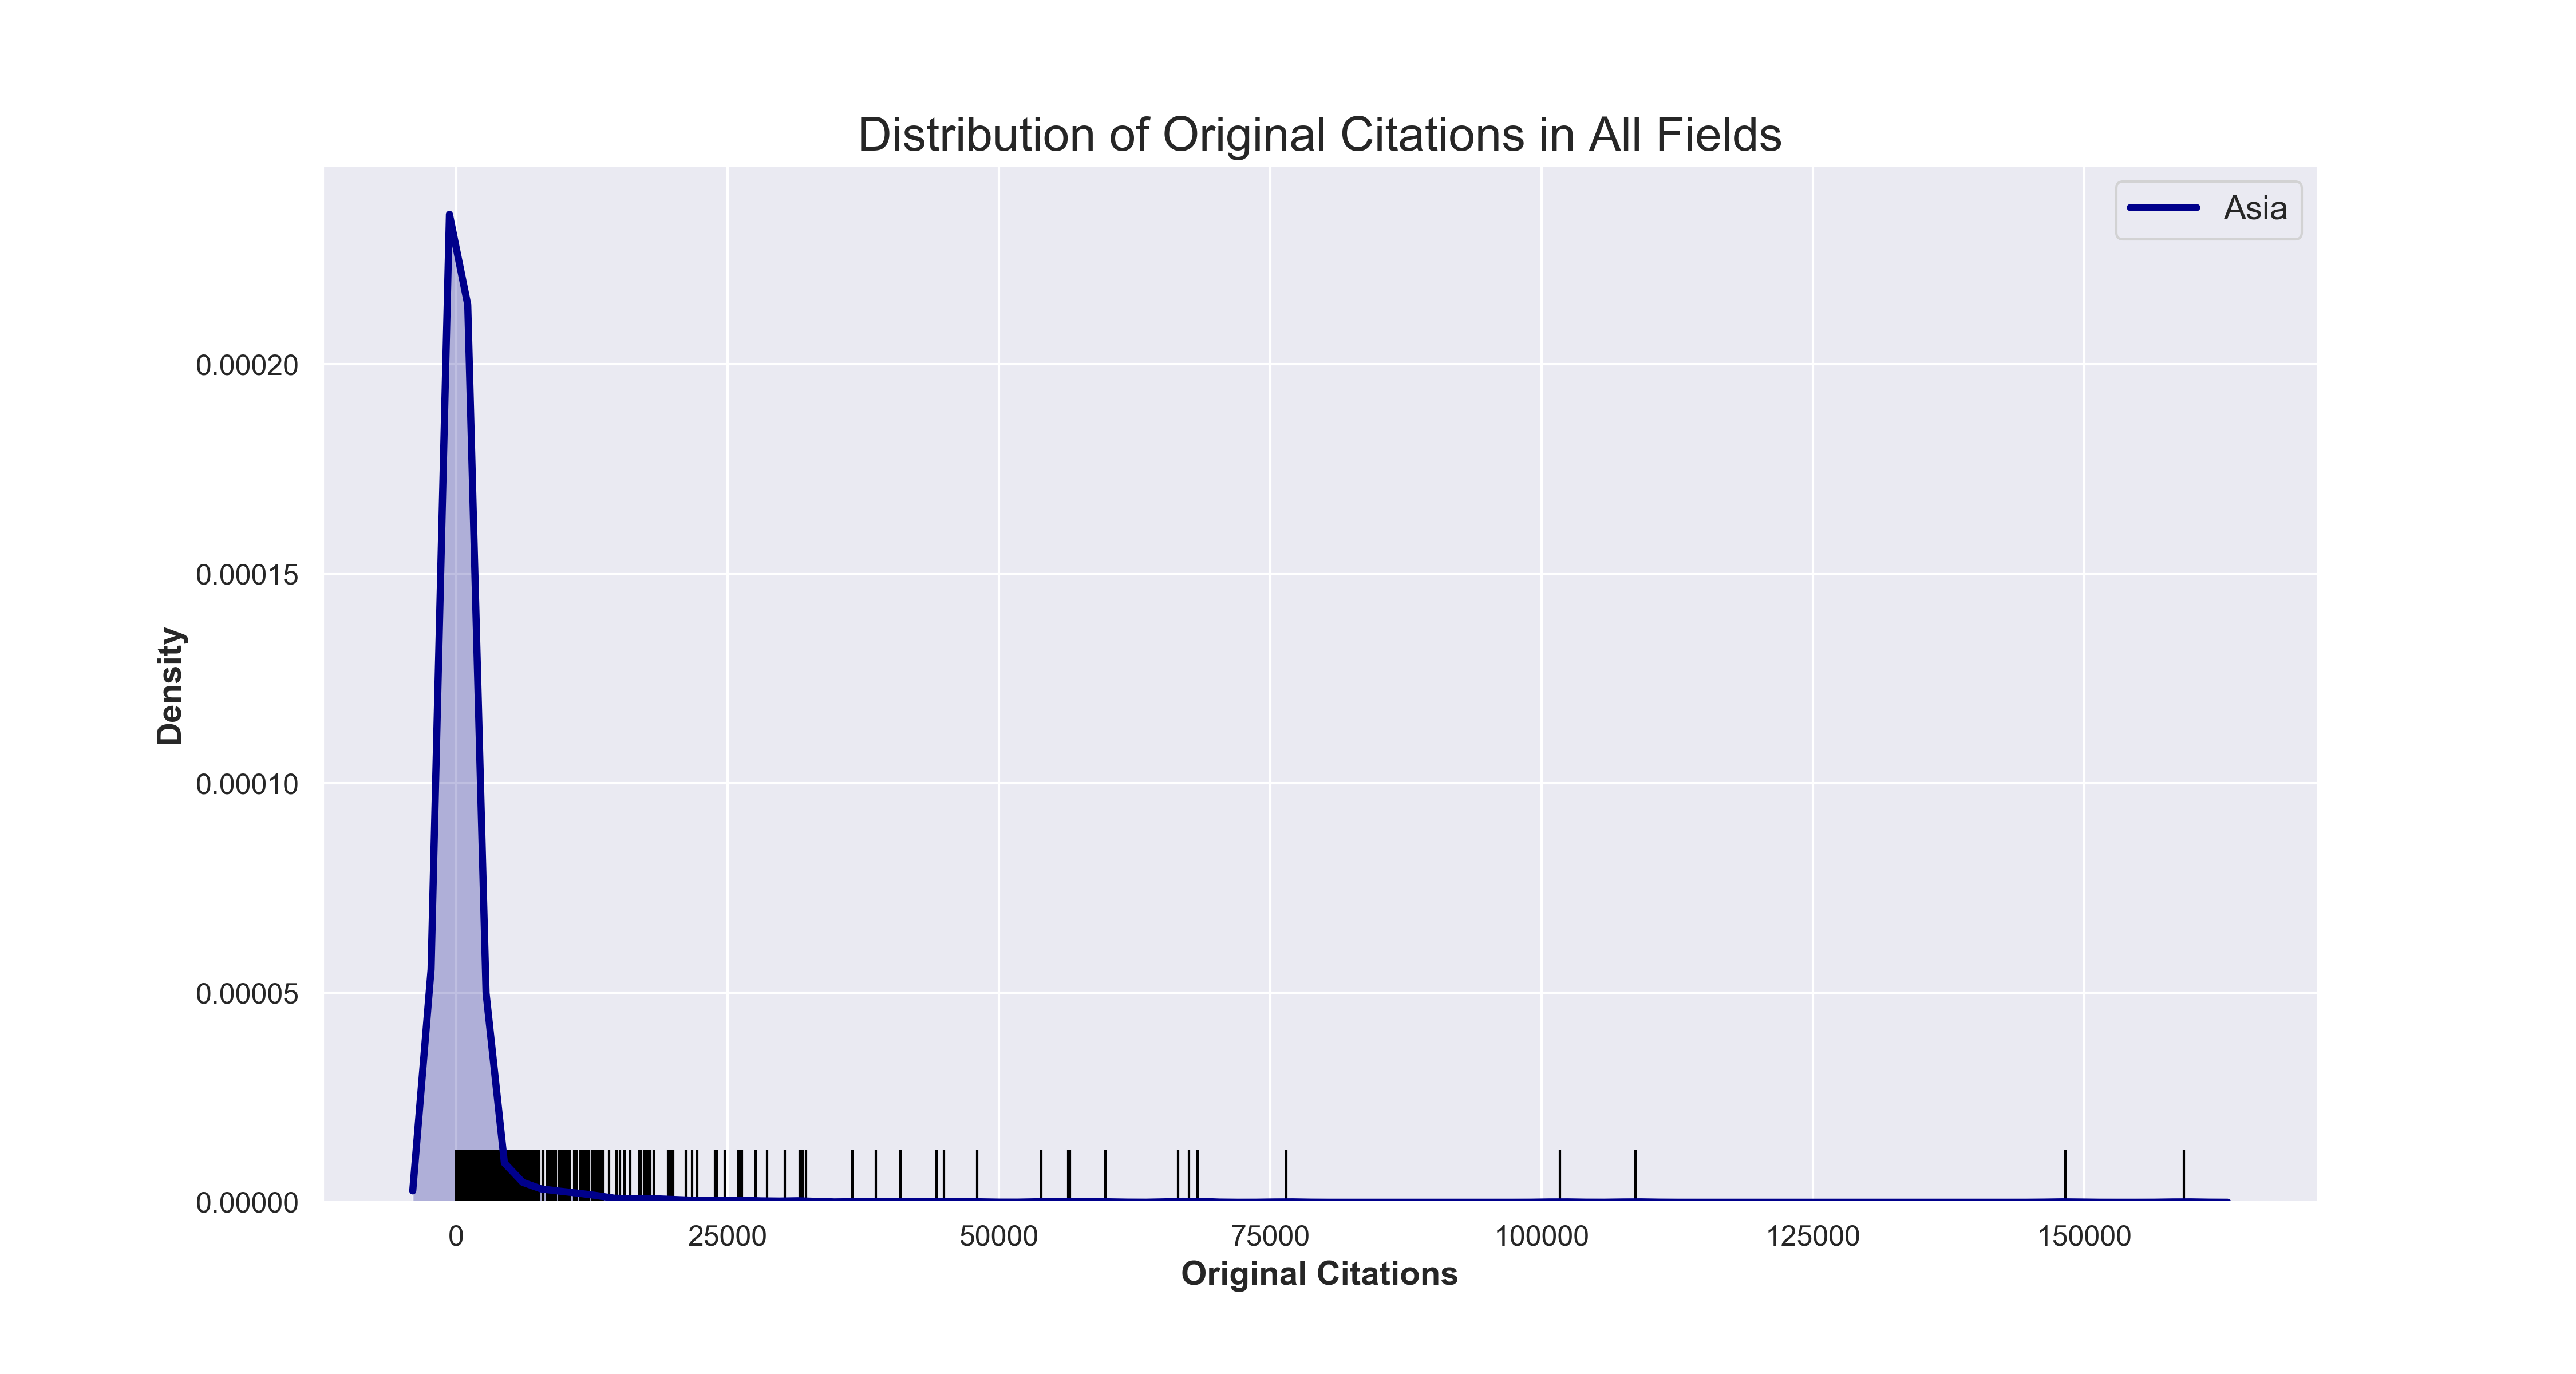 Distribution of Original Citations in All Fields
Asia
0.00020
0.00015
0.00010
0.00005
0.00000
Density
0 25000 50000 75000 100000 125000 150000
Original Citations